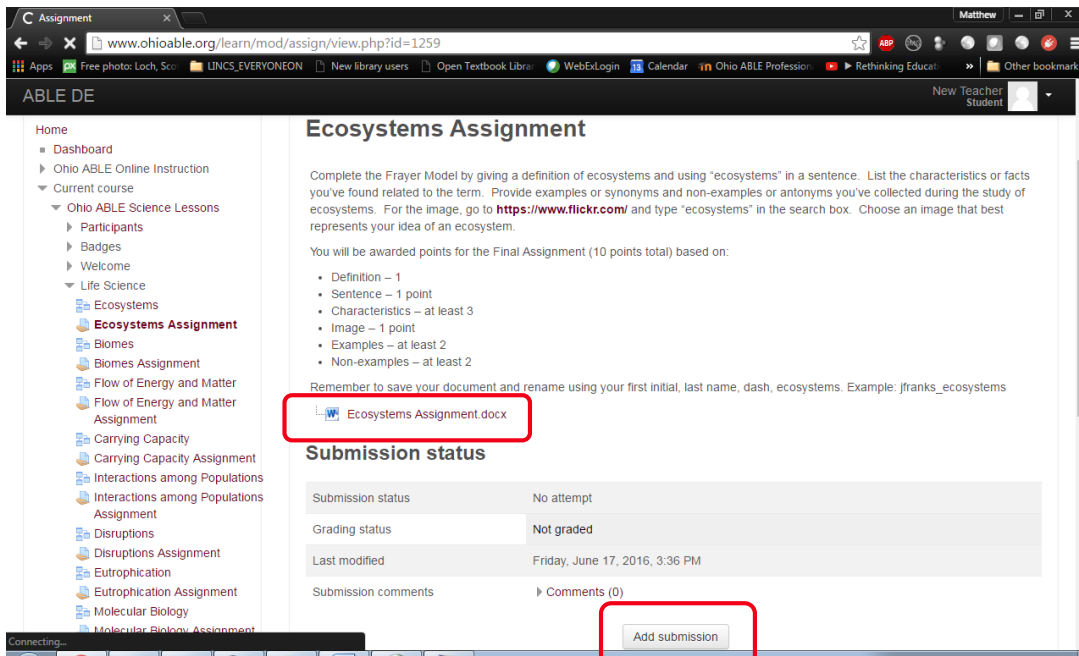 Assignment
Matthew
www.ohioable.org/learn/mod/assign/view.php?id=1259
ABP
Apps
Free photo: Loch, Sco
LINCS_EVERYONEON
New library users
Open Textbook Librar
WebExLogin
13
Calendar
Ohio ABLE Profession
Rethinking Educati
»
Other bookmark
ABLE DE
New Teacher
Student
Home
Dashboard
Ohio ABLE Online Instruction
Current course
Ohio ABLE Science Lessons
Participants
Badges
Welcome
Life Science
Ecosystems
Ecosystems Assignment
Biomes
Biomes Assignment
Flow of Energy and Matter
Flow of Energy and Matter
Assignment
Carrying Capacity
Carrying Capacity Assignment
Interactions among Populations
Interactions among Populations
Assignment
Disruptions
Disruptions Assignment
Eutrophication
Eutrophication Assignment
Molecular Biology
Molecular Biology Assignment
Connecting...
Ecosystems Assignment
Complete the Frayer Model by giving a definition of ecosystems and using “ecosystems” in a sentence. List the characteristics or facts
you’ve found related to the term. Provide examples or synonyms and non-examples or antonyms you’ve collected during the study of
ecosystems. For the image, go to https://www.flickr.com/ and type “ecosystems” in the search box. Choose an image that best
represents your idea of an ecosystem.
You will be awarded points for the Final Assignment (10 points total) based on:
• Definition – 1
• Sentence – 1 point
• Characteristics – at least 3
• Image – 1 point
• Examples – at least 2
• Non-examples – at least 2
Remember to save your document and rename using your first initial, last name, dash, ecosystems. Example: jfranks_ecosystems
Ecosystems Assignment.docx
Submission status
Submission status No attempt
Grading status Not graded
Last modified Friday, June 17, 2016, 3:36 PM
Submission comments Comments (0)
Add submission